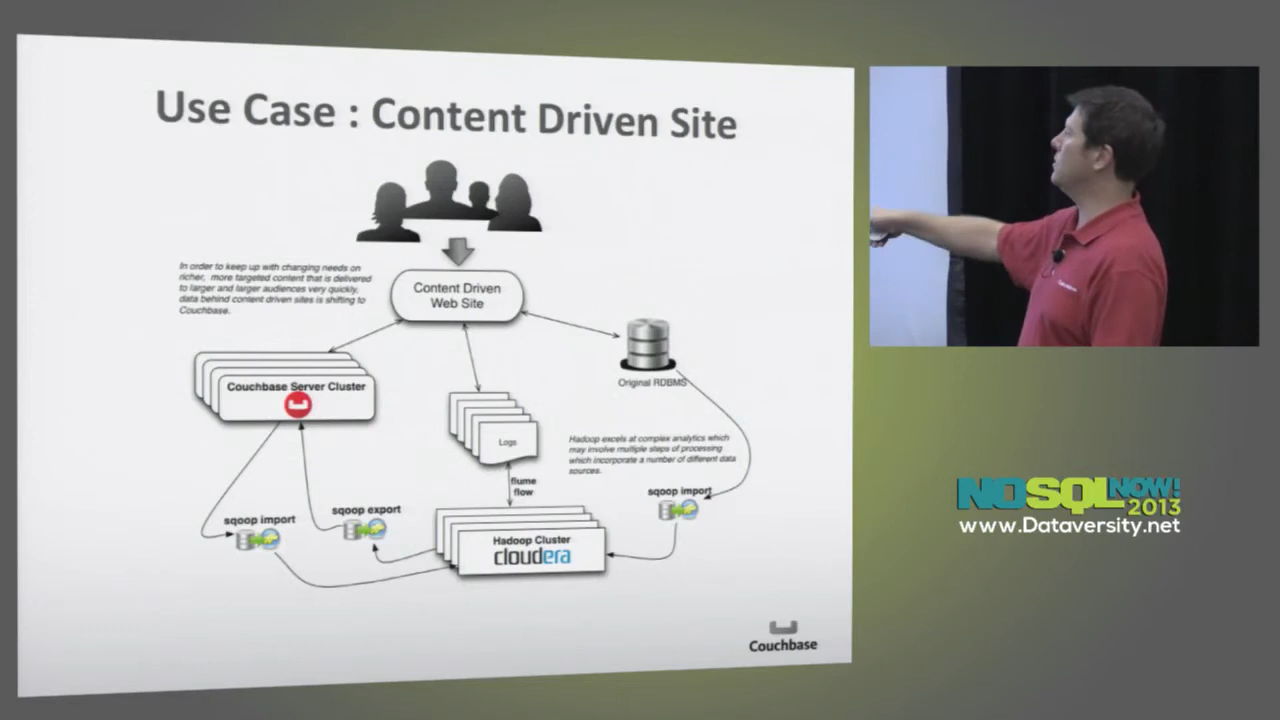 Use Case : Content Driven Site
In order to keep up with changing needs on
richer, more targeted content that is delivered
to larger and larger audiences very quickly,
data behind content driven sites is shifting to
Couchbase.
Content Driven
Web Site
Original RDBMS
Couchbase Server Cluster
Logs
Hadoop excels at complex analytics which
may involve multiple steps of processing
which incorporate a number of different data
sources.
flume
flow
sqoop import
sqoop export
sqoop import
Hadoop Cluster
cloudera
Couchbase
NOSQLNOW!
2013
www.Dataversity.net